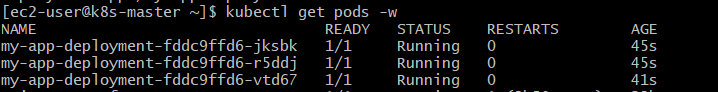 [ec2-user@k8s-master ~]$ kubectl get pods -w
NAME READY STATUS RESTARTS AGE
my-app-deployment-fddc9ffd6-jksbk 1/1 Running 0 45s
my-app-deployment-fddc9ffd6-r5ddj 1/1 Running 0 45s
my-app-deployment-fddc9ffd6-vtd67 1/1 Running 0 41s